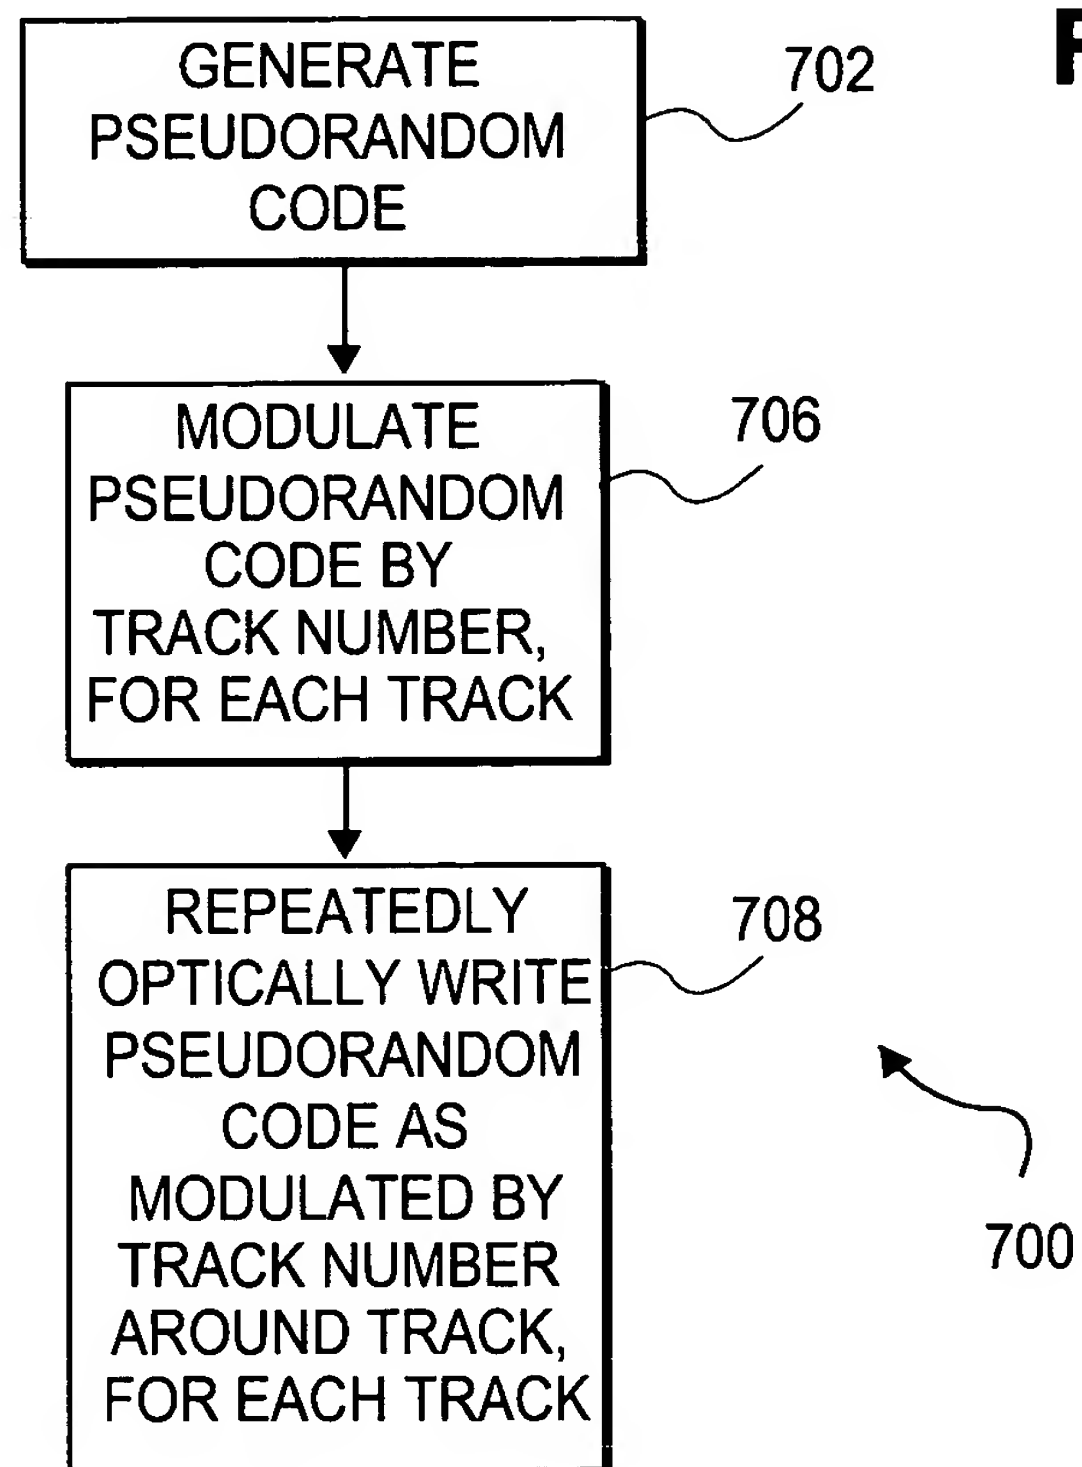 GENERATE
PSEUDORANDOM
CODE
702
MODULATE
PSEUDORANDOM
CODE BY
TRACK NUMBER,
FOR EACH TRACK
706
REPEATEDLY
OPTICALLY WRITE
PSEUDORANDOM
CODE AS
MODULATED BY
TRACK NUMBER
AROUND TRACK,
FOR EACH TRACK
708
700